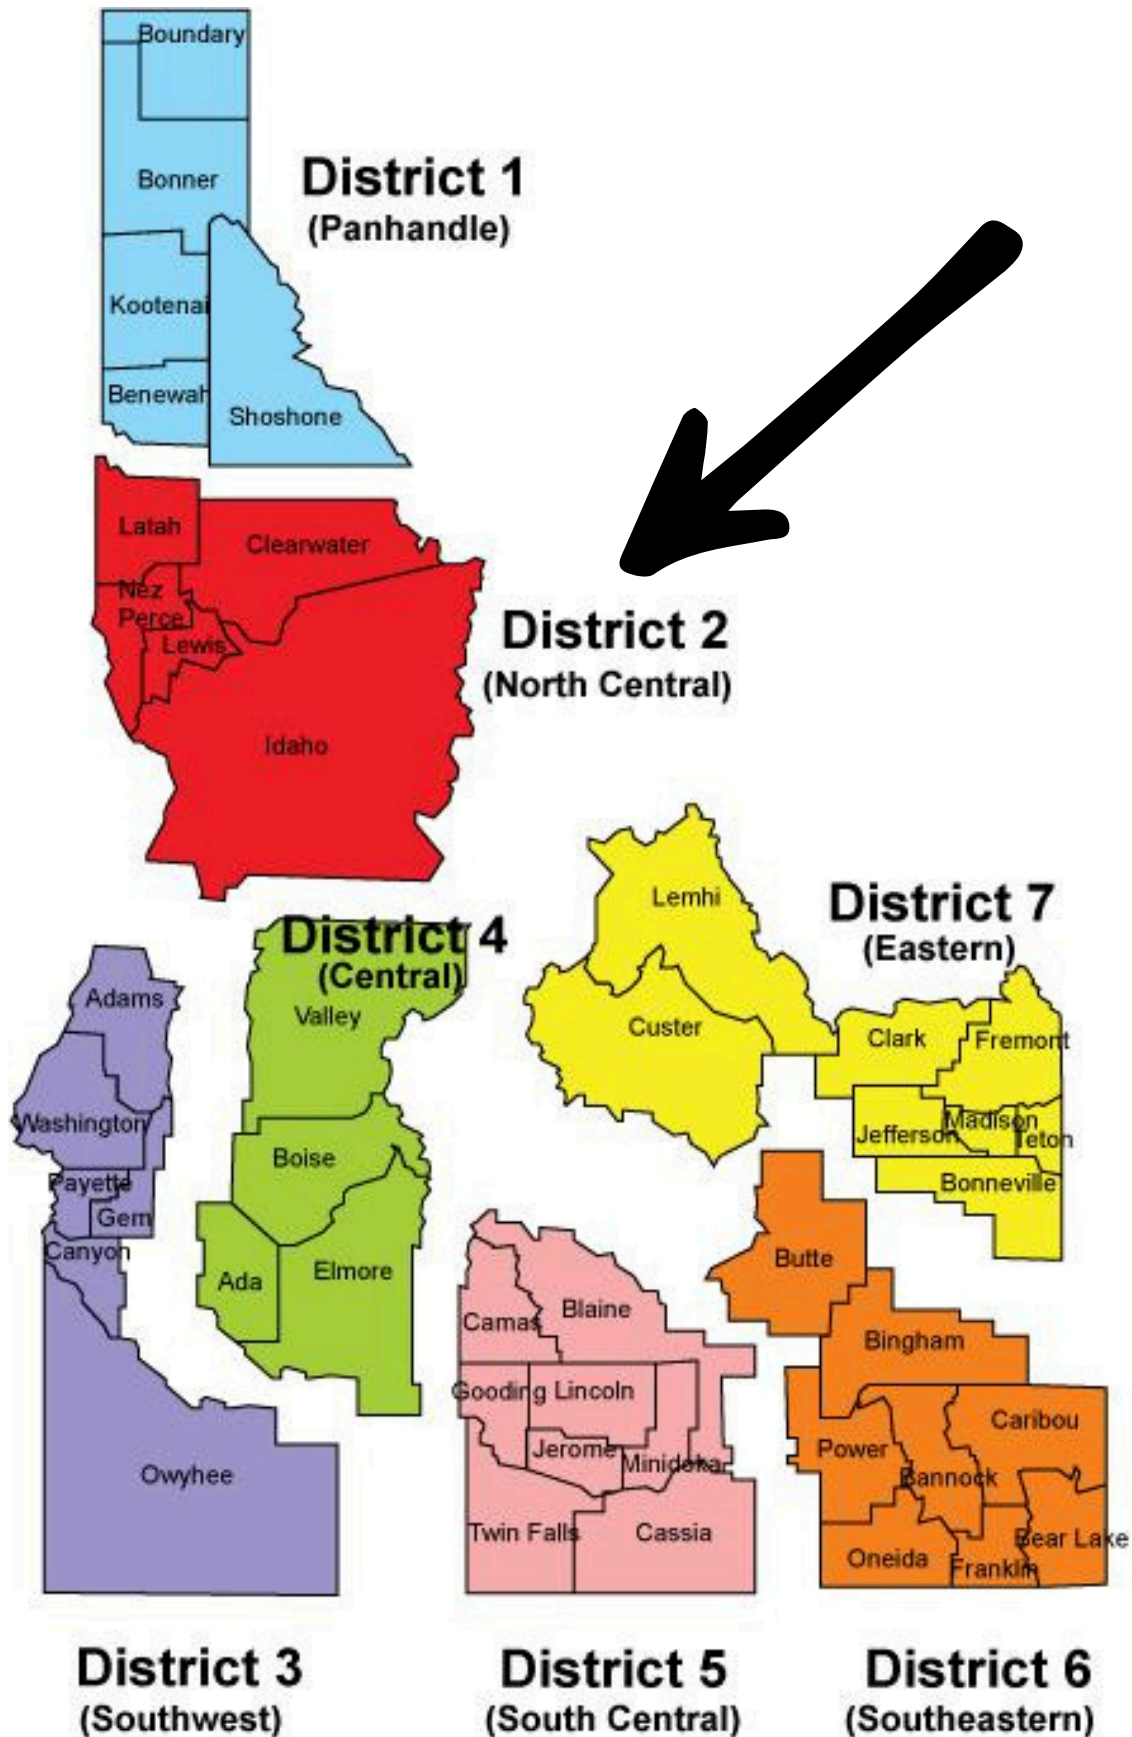 Boundary
Bonner
District 1
(Panhandle)
Kootenai
Benewah
Shoshone
Latah
Clearwater
Nez
Perce
Lewis
District 2
(North Central)
Idaho
Lemhi
District 7
(Eastern)
District 4
(Central)
Adams
Valley
Custer
Clark
Fremont
Washington
Jefferson
Madison
Teton
Boise
Payette
Bonneville
Gem
Canyon
Butte
Ada
Elmore
Camas
Blaine
Bingham
Gooding
Lincoln
Caribou
Jerome
Minidoka
Power
Bannock
Owyhee
Twin Falls
Cassia
Oneida
Franklin
Bear Lake
District 3
(Southwest)
District 5
(South Central)
District 6
(Southeastern)